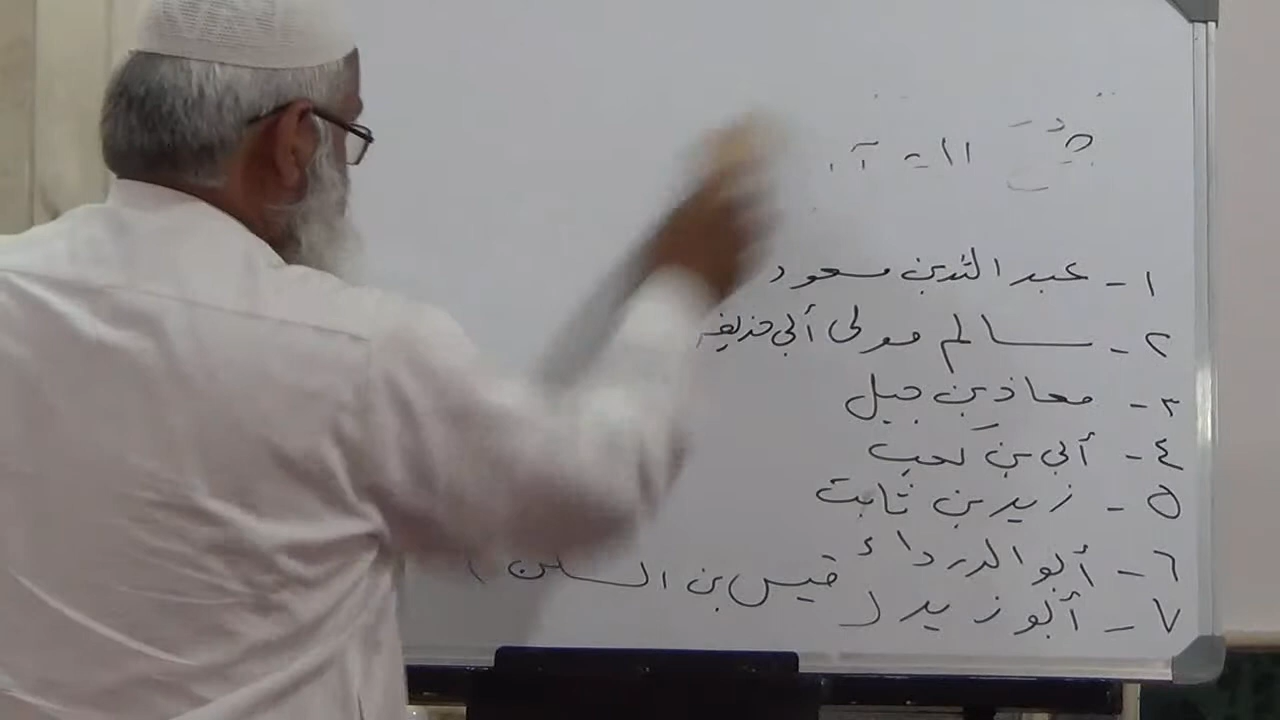 ١- عبد الله بن مسعود
٢- سالم مولى أبي حذيفه
٣- معاذ بن جبل
٤- أبي بن كعب
٥- زيد بن ثابت
٦- أبو الدرداء
٧- أبو زيد (قيس بن السكن)